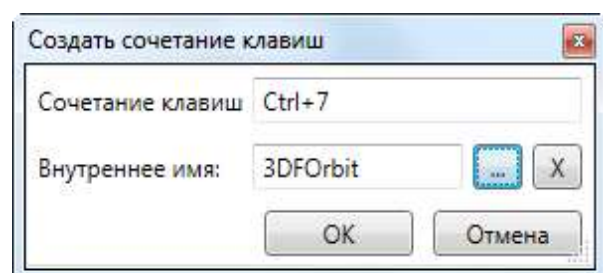 Создать сочетание клавиш
Сочетание клавиш Ctrl+7
Внутреннее имя: 3DFOrbit ... X
OK Отмена